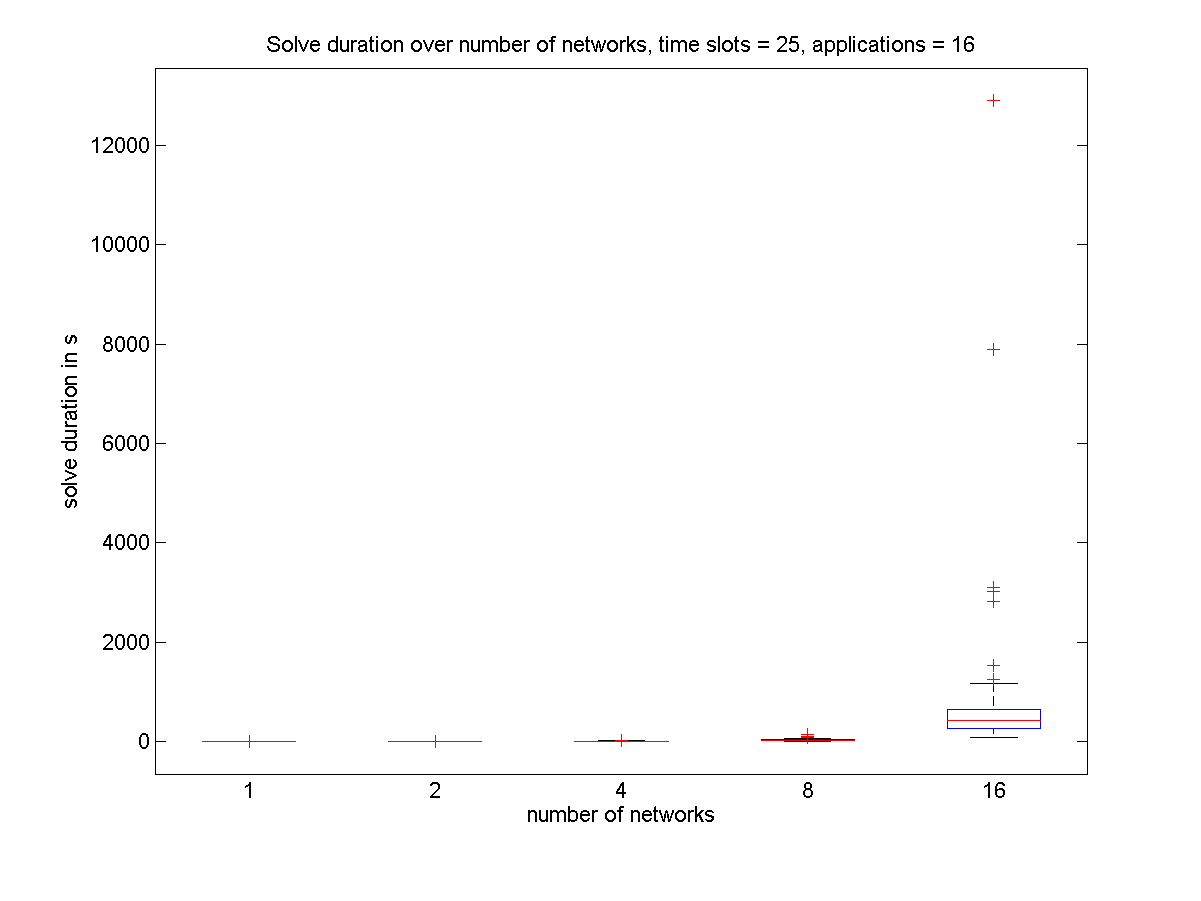 Solve duration over number of networks, time slots = 25, applications = 16
12000
10000
8000
6000
4000
2000
0
solve duration in s
1 2 4 8 16
number of networks